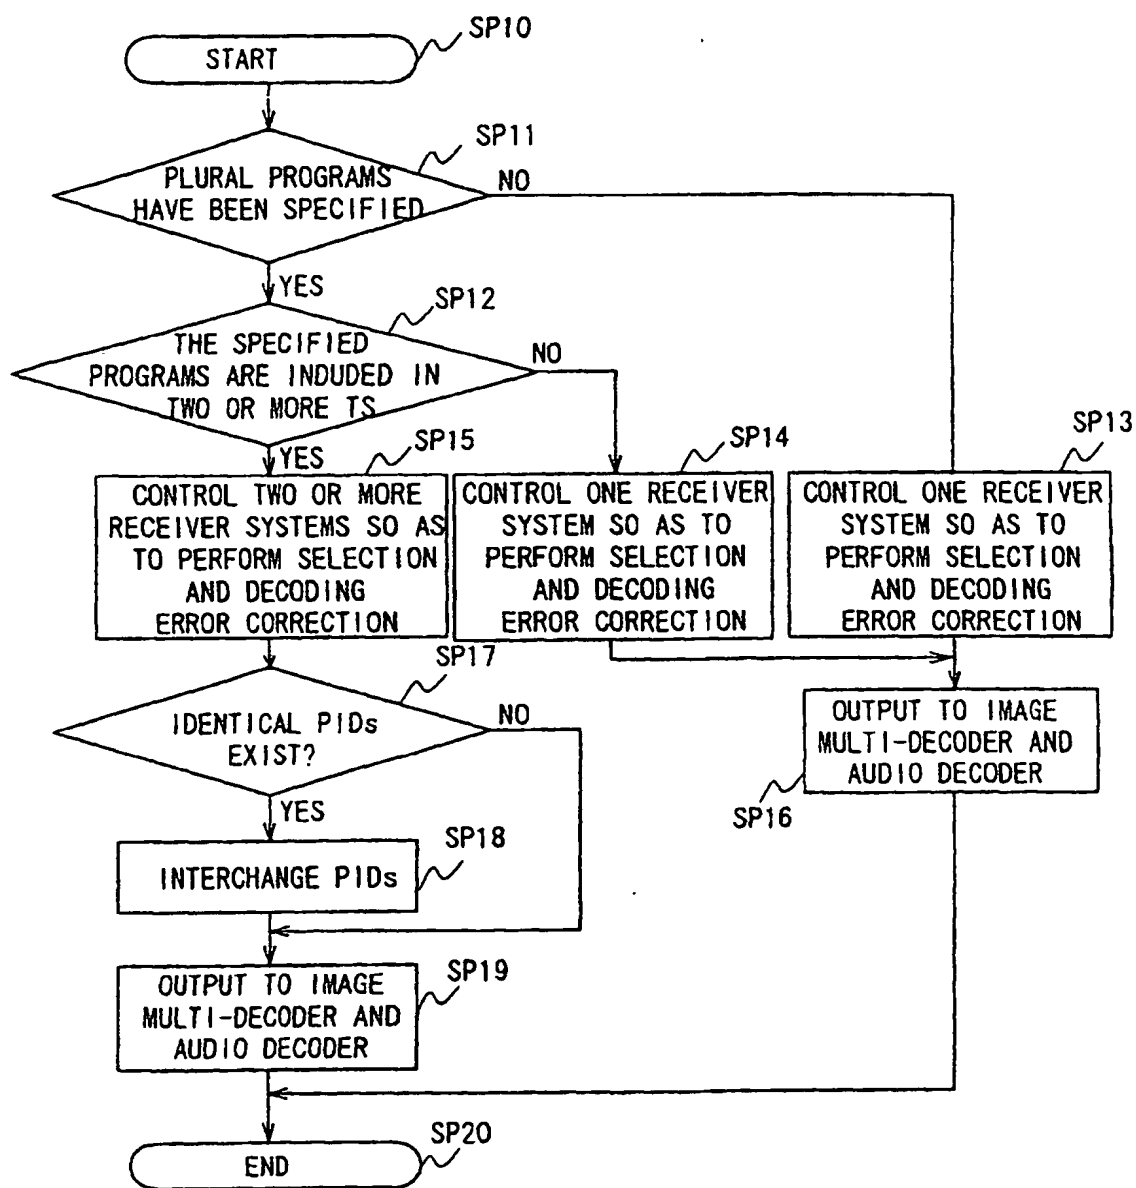 SP10
START
SP11
PLURAL PROGRAMS
HAVE BEEN SPECIFIED
NO
YES
SP12
THE SPECIFIED
PROGRAMS ARE INDUDED IN
TWO OR MORE TS
NO
YES
SP15
CONTROL TWO OR MORE
RECEIVER SYSTEMS SO AS
TO PERFORM SELECTION
AND DECODING
ERROR CORRECTION
SP14
CONTROL ONE RECEIVER
SYSTEM SO AS TO
PERFORM SELECTION
AND DECODING
ERROR CORRECTION
SP13
CONTROL ONE RECEIVER
SYSTEM SO AS TO
PERFORM SELECTION
AND DECODING
ERROR CORRECTION
SP17
IDENTICAL PIDs
EXIST?
NO
YES
OUTPUT TO IMAGE
MULTI-DECODER AND
AUDIO DECODER
SP16
SP18
INTERCHANGE PIDs
SP19
OUTPUT TO IMAGE
MULTI-DECODER AND
AUDIO DECODER
SP20
END